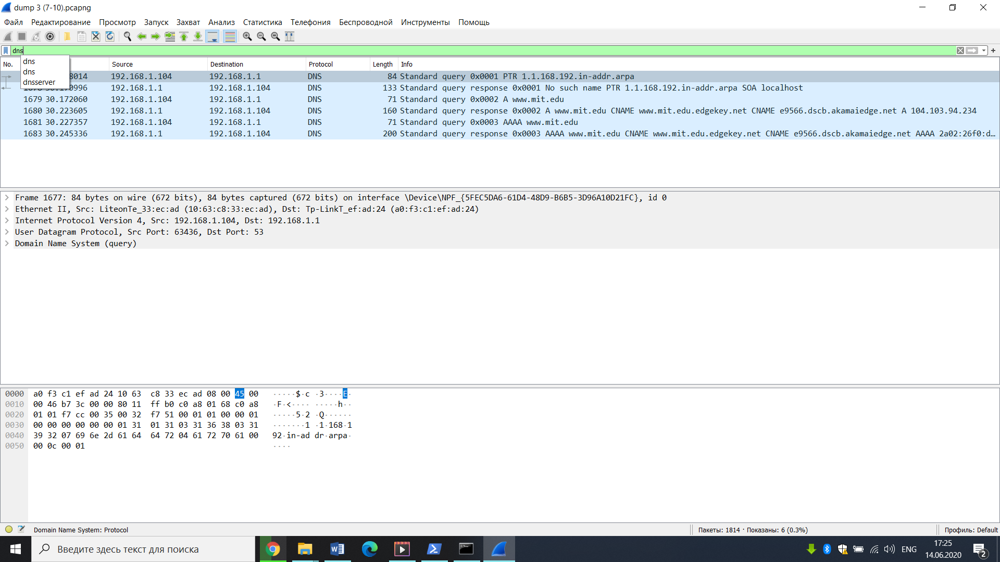 dump 3 (7-10).pcapng
Файл Редактирование Просмотр Запуск Захват Анализ Статистика Телефония Беспроводной Инструменты Помощь
dns
dns
dns
dnsserver
No. Source Destination Protocol Length Info
8014 192.168.1.104 192.168.1.1 DNS 84 Standard query 0x0001 PTR 1.1.168.192.in-addr.arpa
1678 30.170996 192.168.1.1 192.168.1.104 DNS 133 Standard query response 0x0001 No such name PTR 1.1.168.192.in-addr.arpa SOA localhost
1679 30.172060 192.168.1.104 192.168.1.1 DNS 71 Standard query 0x0002 A www.mit.edu
1680 30.223605 192.168.1.1 192.168.1.104 DNS 160 Standard query response 0x0002 A www.mit.edu CNAME www.mit.edu.edgekey.net CNAME e9566.dscb.akamaiedge.net A 104.103.94.234
1681 30.227357 192.168.1.104 192.168.1.1 DNS 71 Standard query 0x0003 AAAA www.mit.edu
1683 30.245336 192.168.1.1 192.168.1.104 DNS 200 Standard query response 0x0003 AAAA www.mit.edu CNAME www.mit.edu.edgekey.net CNAME e9566.dscb.akamaiedge.net AAAA 2a02:26f0:d…
Frame 1677: 84 bytes on wire (672 bits), 84 bytes captured (672 bits) on interface \Device\NPF_{5FEC5DA6-61D4-48D9-B6B5-3D96A10D21FC}, id 0
Ethernet II, Src: LiteonTe_33:ec:ad (10:63:c8:33:ec:ad), Dst: Tp-LinkT_ef:ad:24 (a0:f3:c1:ef:ad:24)
Internet Protocol Version 4, Src: 192.168.1.104, Dst: 192.168.1.1
User Datagram Protocol, Src Port: 63436, Dst Port: 53
Domain Name System (query)
0000 a0 f3 c1 ef ad 24 10 63 c8 33 ec ad 08 00 45 00 ·····$·c ·3····E·
0010 00 46 b7 3c 00 00 80 11 ff b0 c0 a8 01 68 c0 a8 ·F·<···· ·····h··
0020 01 01 f7 cc 00 35 00 32 f7 51 00 01 01 00 00 01 ·····5·2 ·Q······
0030 00 00 00 00 00 00 01 31 01 31 03 31 36 38 03 31 ·······1 ·1·168·1
0040 39 32 07 69 6e 2d 61 64 64 72 04 61 72 70 61 00 92·in-ad dr·arpa·
0050 00 0c 00 01 ····
Domain Name System: Protocol Пакеты: 1814 · Показаны: 6 (0.3%) Профиль: Default
Введите здесь текст для поиска
ENG
17:25
14.06.2020
2